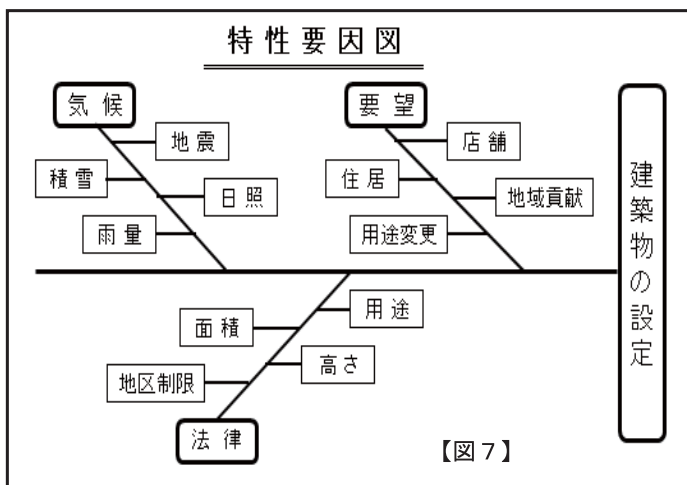 特性要因図
気候
要望
地震
店舗
積雪
住居
日照
地域貢献
雨量
用途変更
建築物の設定
用途
面積
高さ
地区制限
法律
【図７】